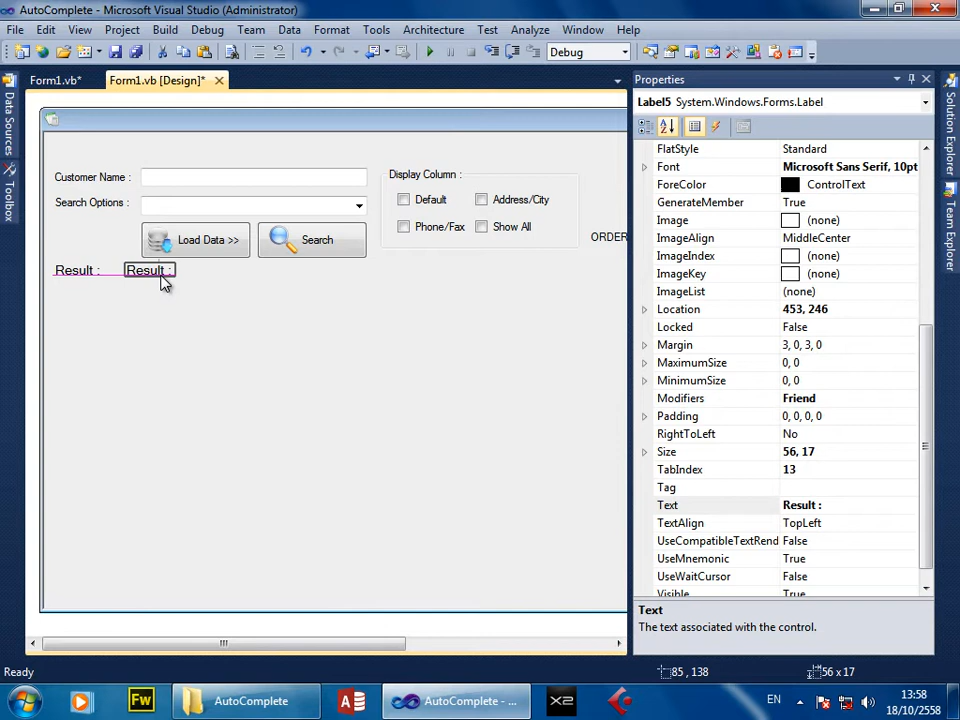 AutoComplete - Microsoft Visual Studio (Administrator)
File Edit View Project Build Debug Team Data Format Tools Architecture Test Analyze Window Help
Debug
Form1.vb* Form1.vb [Design]*
Data Sources
Toolbox
Customer Name :
Search Options :
Load Data >>
Search
Display Column :
Default
Address/City
Phone/Fax
Show All
ORDER
Result :
Result :
Properties
Label5 System.Windows.Forms.Label
FlatStyle Standard
Font Microsoft Sans Serif, 10pt
ForeColor ControlText
GenerateMember True
Image (none)
ImageAlign MiddleCenter
ImageIndex (none)
ImageKey (none)
ImageList (none)
Location 453, 246
Locked False
Margin 3, 0, 3, 0
MaximumSize 0, 0
MinimumSize 0, 0
Modifiers Friend
Padding 0, 0, 0, 0
RightToLeft No
Size 56, 17
TabIndex 13
Tag
Text Result :
TextAlign TopLeft
UseCompatibleTextRend False
UseMnemonic True
UseWaitCursor False
Visible True
Text
The text associated with the control.
Solution Explorer
Team Explorer
Ready
85 , 138
56 x 17
Fw
AutoComplete
AutoComplete - ...
X2
EN
13:58
18/10/2558